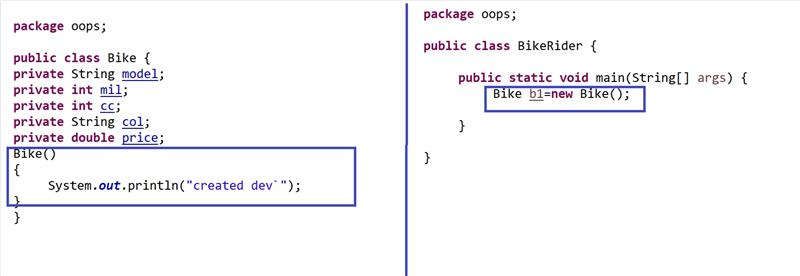 package oops;
public class Bike {
private String model;
private int mil;
private int cc;
private String col;
private double price;
Bike()
{
System.out.println("created dev`");
}
}
package oops;
public class BikeRider {
public static void main(String[] args) {
Bike b1=new Bike();
}
}